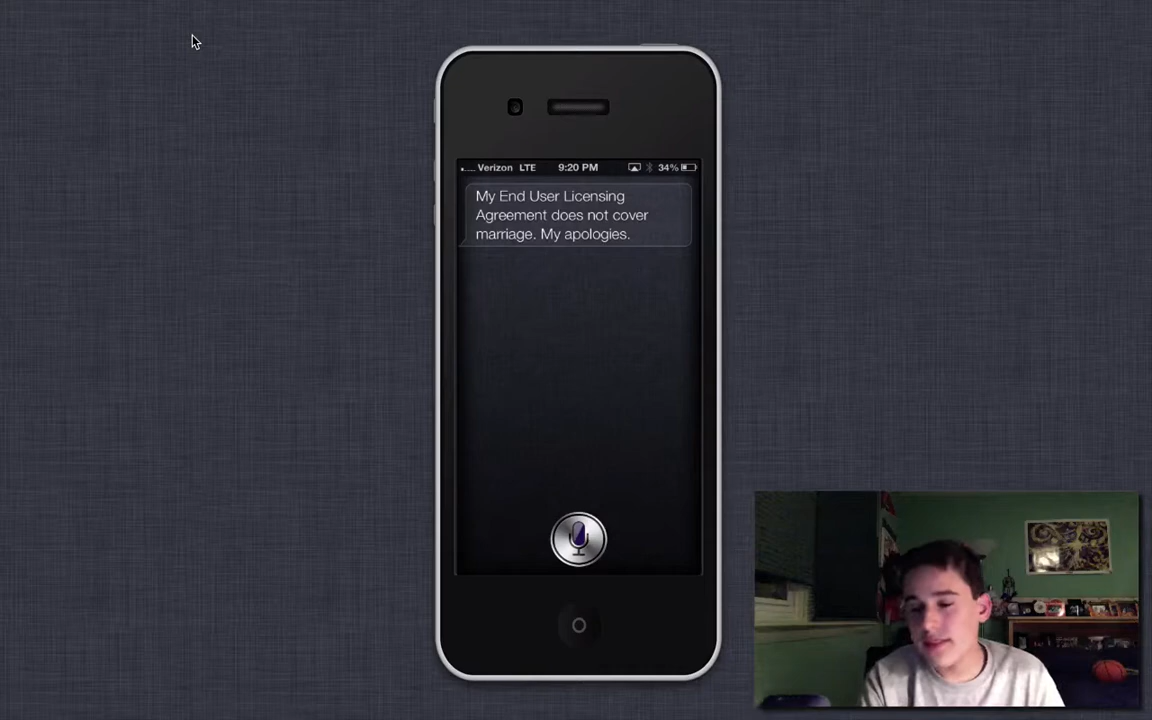 Verizon LTE 9:20 PM 34%
My End User Licensing
Agreement does not cover
marriage. My apologies.